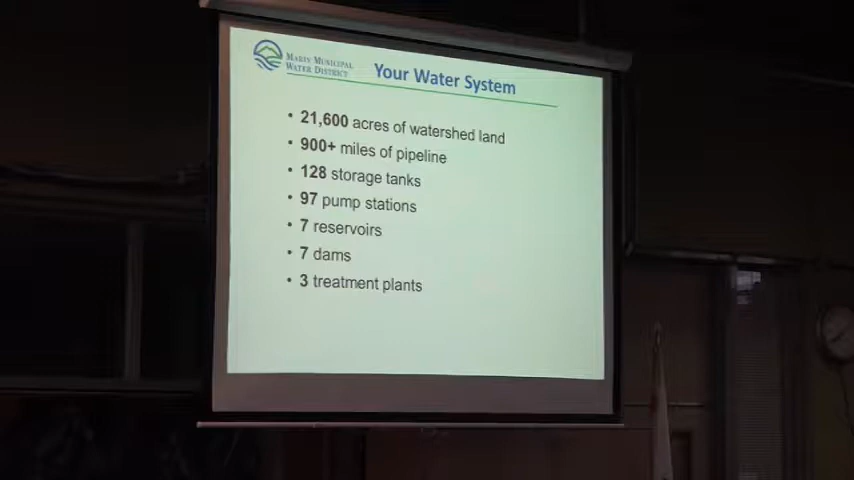 MARIN MUNICIPAL
WATER DISTRICT
Your Water System
• 21,600 acres of watershed land
• 900+ miles of pipeline
• 128 storage tanks
• 97 pump stations
• 7 reservoirs
• 7 dams
• 3 treatment plants